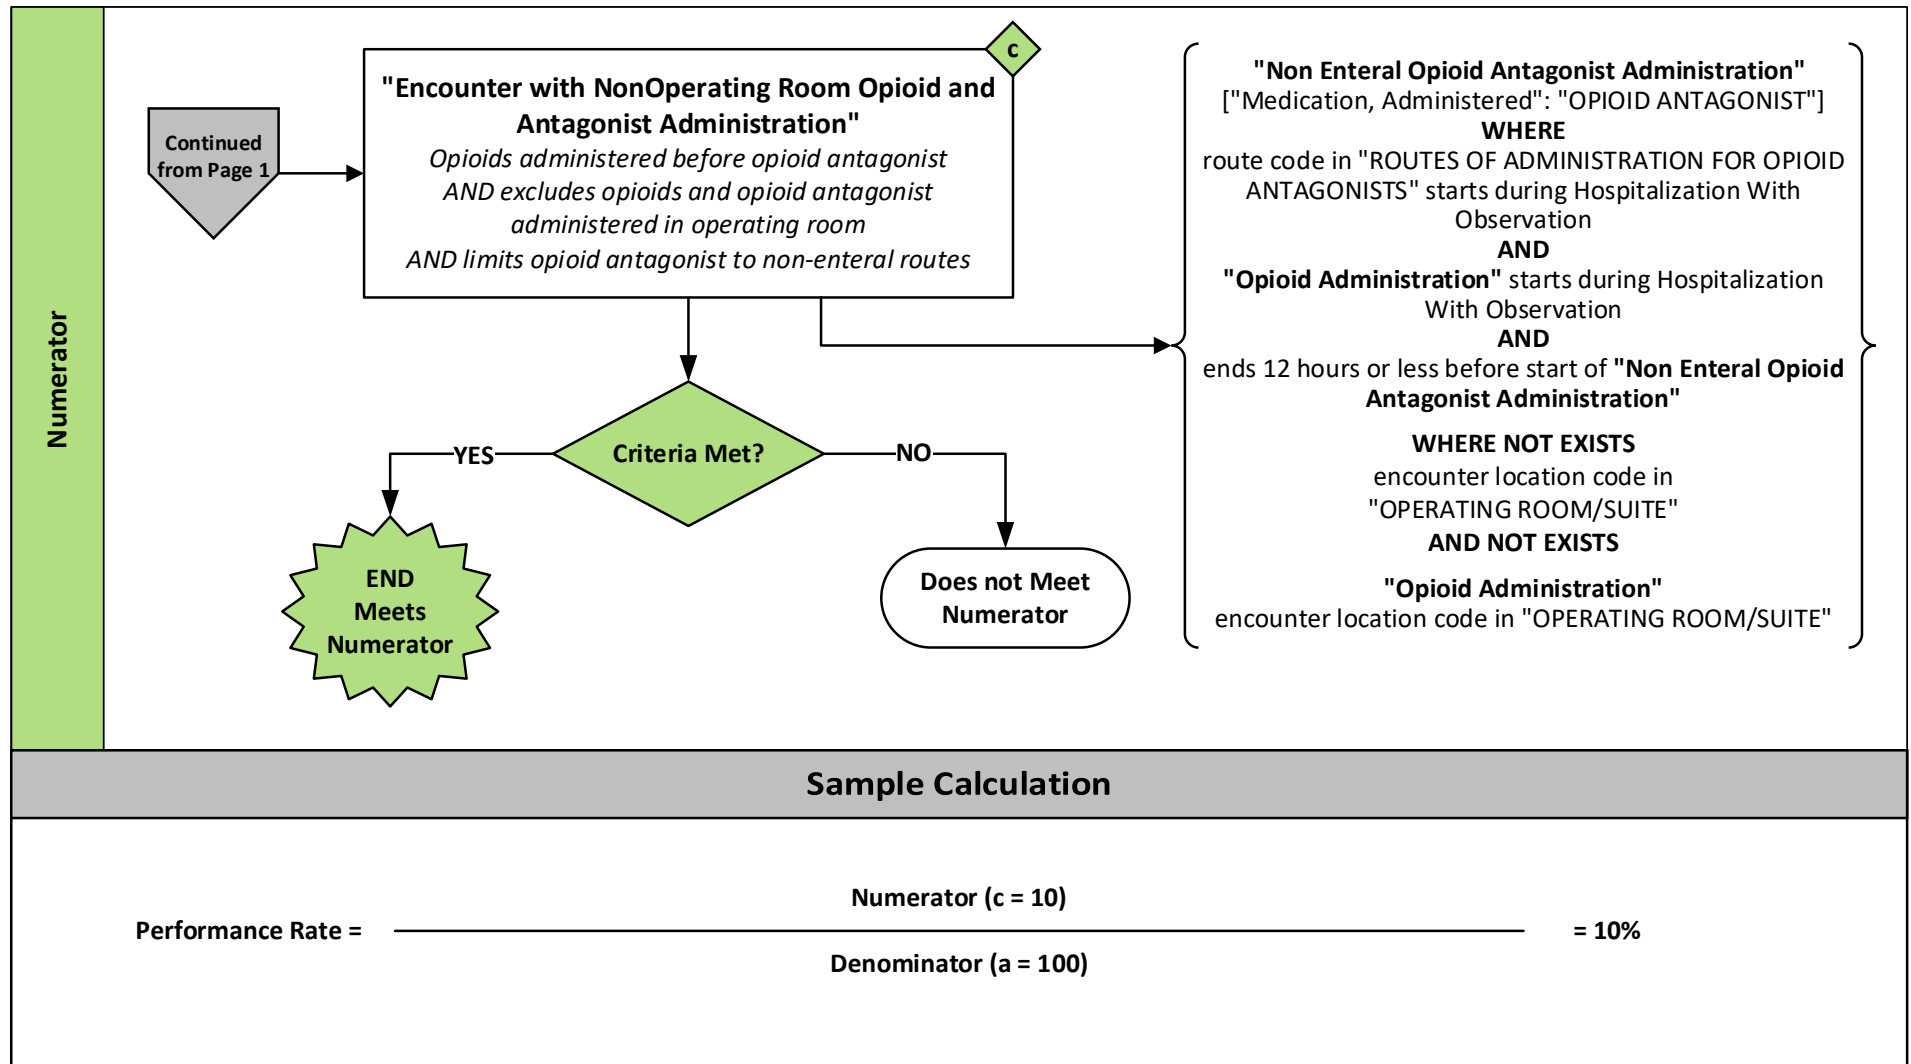 Numerator
Continued
from Page 1
c
"Encounter with NonOperating Room Opioid and
Antagonist Administration"
Opioids administered before opioid antagonist
AND excludes opioids and opioid antagonist
administered in operating room
AND limits opioid antagonist to non-enteral routes
Criteria Met?
YES
NO
END
Meets
Numerator
Does not Meet
Numerator
"Non Enteral Opioid Antagonist Administration"
["Medication, Administered": "OPIOID ANTAGONIST"]
WHERE
route code in "ROUTES OF ADMINISTRATION FOR OPIOID
ANTAGONISTS" starts during Hospitalization With
Observation
AND
"Opioid Administration" starts during Hospitalization
With Observation
AND
ends 12 hours or less before start of "Non Enteral Opioid
Antagonist Administration"
WHERE NOT EXISTS
encounter location code in
"OPERATING ROOM/SUITE"
AND NOT EXISTS
"Opioid Administration"
encounter location code in "OPERATING ROOM/SUITE"
Sample Calculation
Numerator (c = 10)
Performance Rate =
= 10%
Denominator (a = 100)